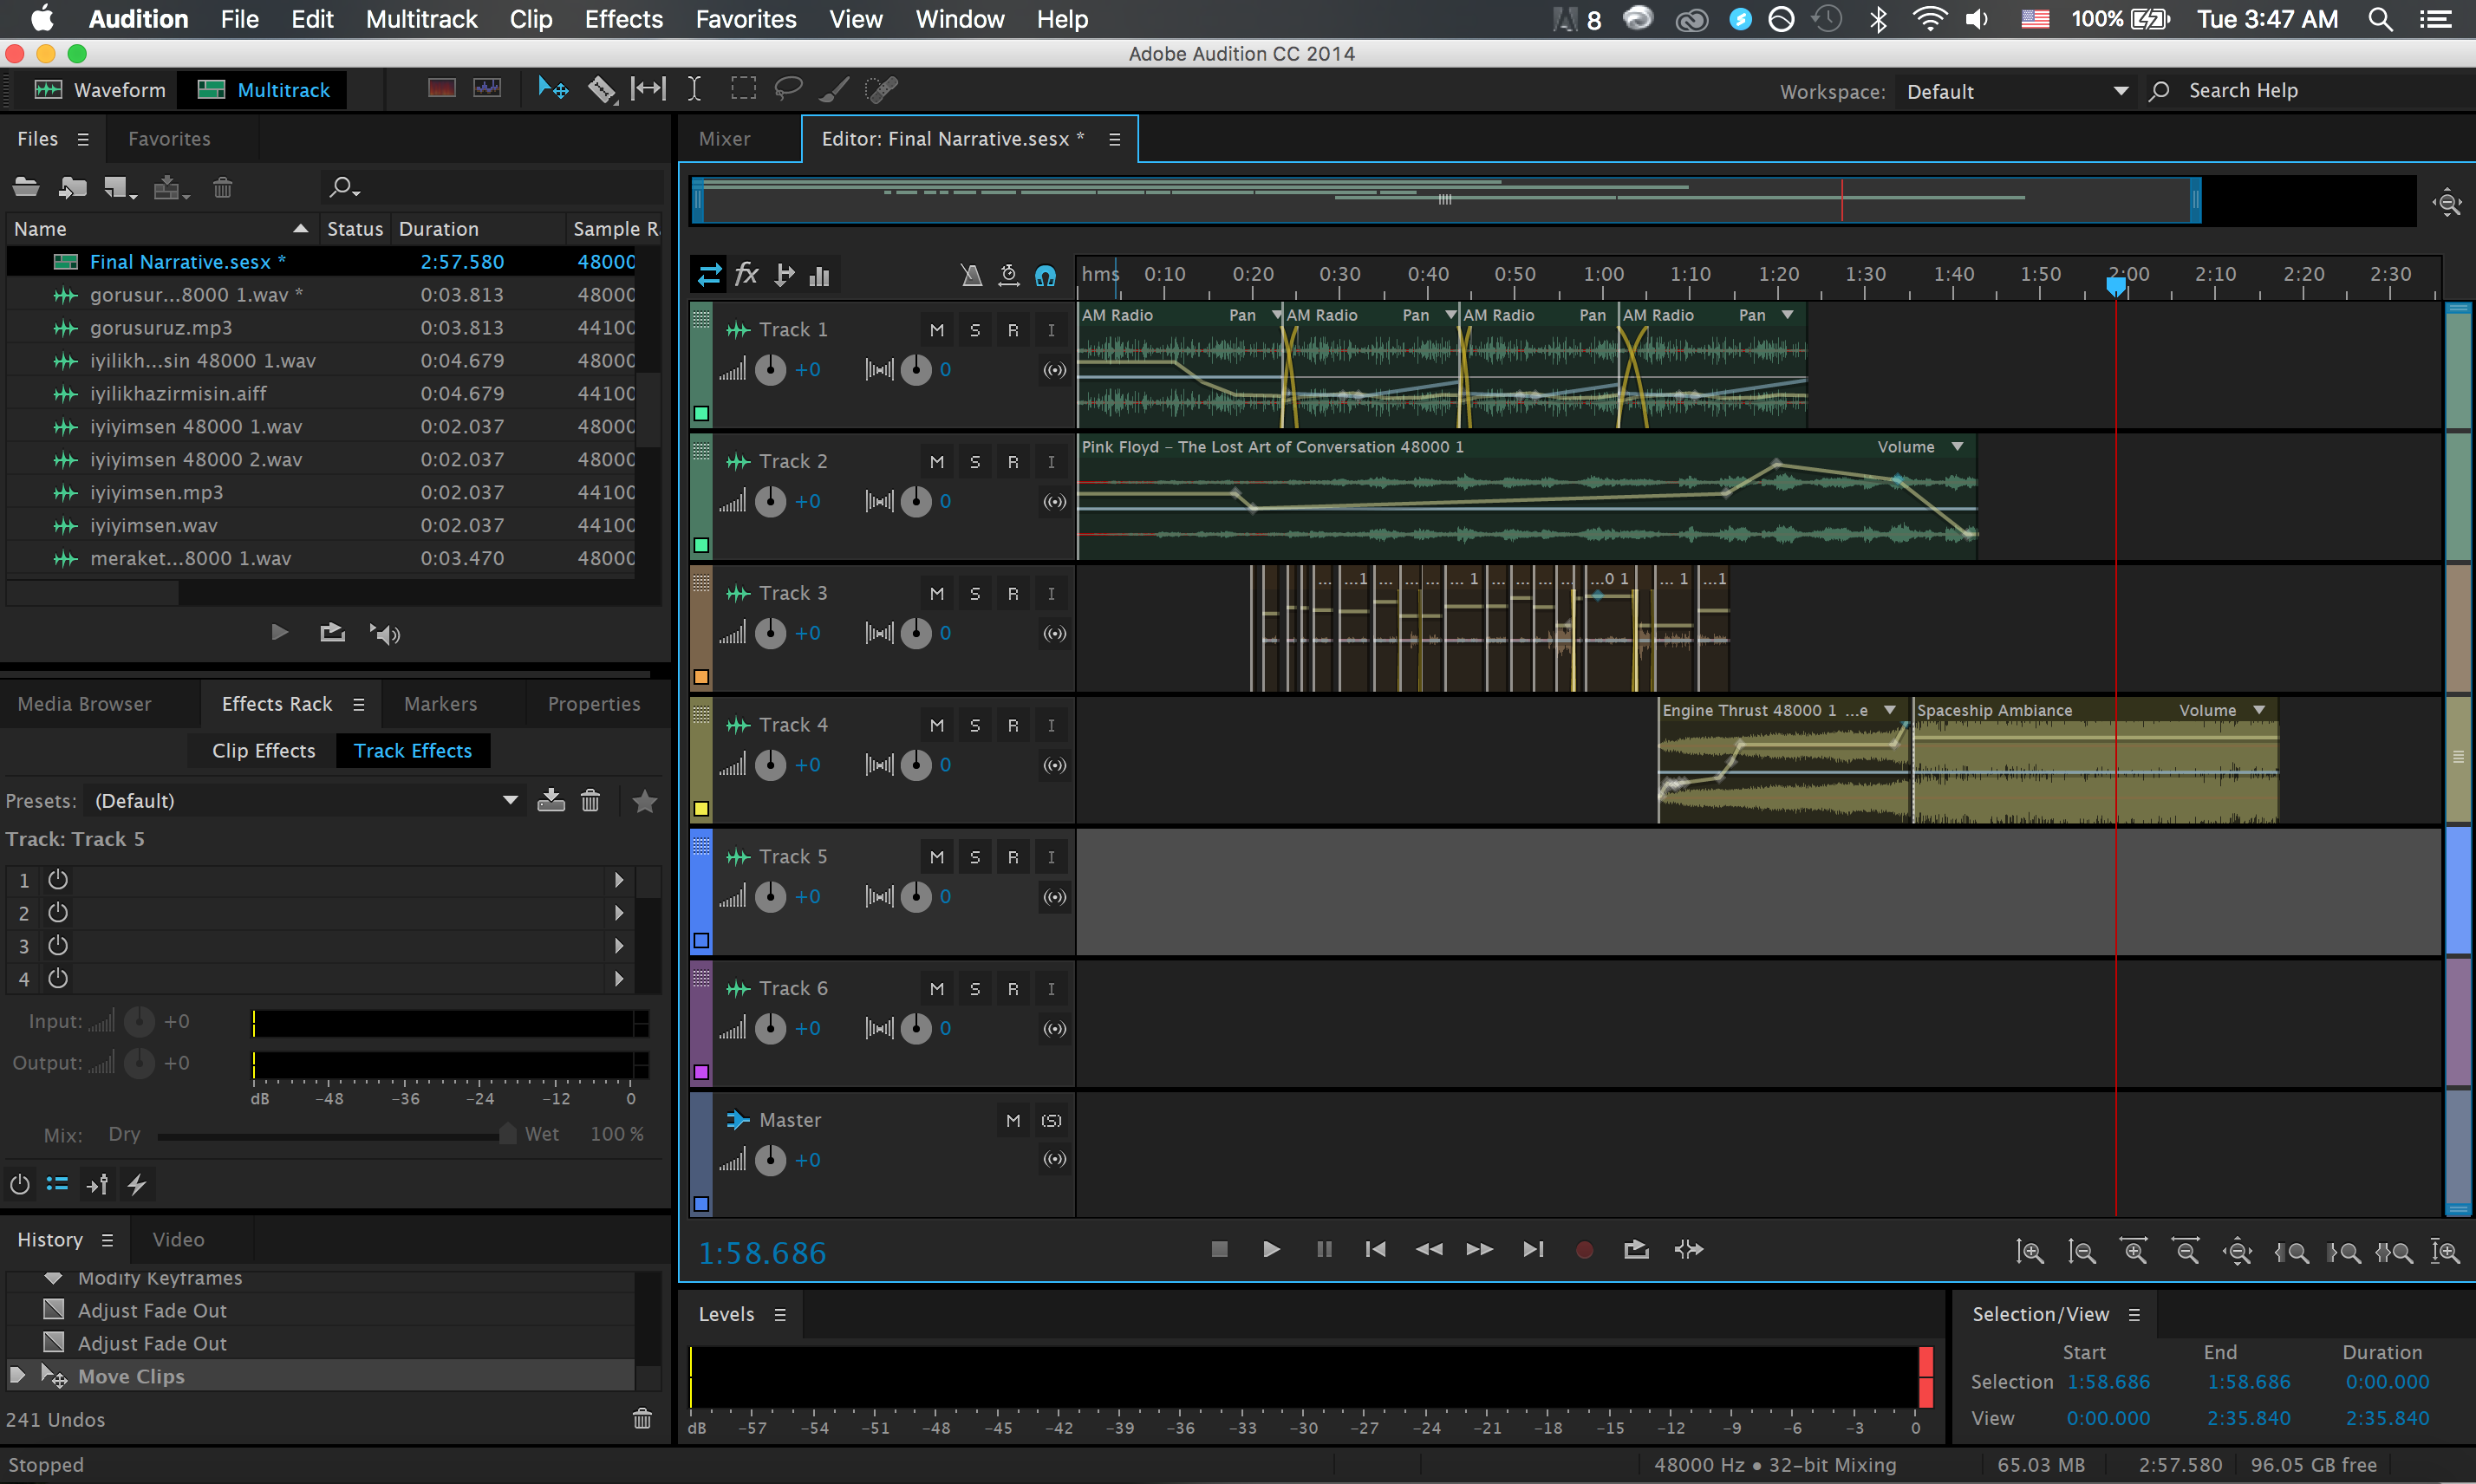 Audition File Edit Multitrack Clip Effects Favorites View Window Help 8 100% Tue 3:47 AM
Adobe Audition CC 2014
Waveform Multitrack Workspace: Default Search Help
Files Favorites
Name Status Duration Sample R
Final Narrative.sesx * 2:57.580 48000
gorusur...8000 1.wav * 0:03.813 48000
gorusuruz.mp3 0:03.813 44100
iyilikh...sin 48000 1.wav 0:04.679 48000
iyilikhazirmisin.aiff 0:04.679 44100
iyiyimsen 48000 1.wav 0:02.037 48000
iyiyimsen 48000 2.wav 0:02.037 48000
iyiyimsen.mp3 0:02.037 44100
iyiyimsen.wav 0:02.037 44100
meraket...8000 1.wav 0:03.470 48000
Media Browser Effects Rack Markers Properties
Clip Effects Track Effects
Presets: (Default)
Track: Track 5
1
2
3
4
Input: +0
Output: +0
dB -48 -36 -24 -12 0
Mix: Dry Wet 100 %
History Video
Modify Keyframes
Adjust Fade Out
Adjust Fade Out
Move Clips
241 Undos
Stopped
Mixer Editor: Final Narrative.sesx *
fx hms 0:10 0:20 0:30 0:40 0:50 1:00 1:10 1:20 1:30 1:40 1:50 2:00 2:10 2:20 2:30
Track 1 M S R I
+0 0
AM Radio Pan AM Radio Pan AM Radio Pan AM Radio Pan
Track 2 M S R I
+0 0
Pink Floyd – The Lost Art of Conversation 48000 1 Volume
Track 3 M S R I
+0 0
... ...1 ... ... ... ... 1 ... ... ... ... ...0 1 ... 1 ...1
Track 4 M S R I
+0 0
Engine Thrust 48000 1 ...e Spaceship Ambiance Volume
Track 5 M S R I
+0 0
Track 6 M S R I
+0 0
Master M (S)
+0
1:58.686
Levels
dB -57 -54 -51 -48 -45 -42 -39 -36 -33 -30 -27 -24 -21 -18 -15 -12 -9 -6 -3 0
Selection/View
Start End Duration
Selection 1:58.686 1:58.686 0:00.000
View 0:00.000 2:35.840 2:35.840
48000 Hz • 32-bit Mixing 65.03 MB 2:57.580 96.05 GB free